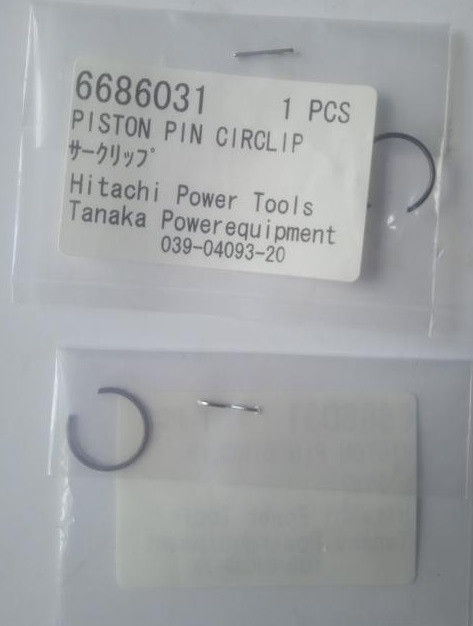 6686031 1 PCS
PISTON PIN CIRCLIP
ｻｰｸﾘｯﾌﾟ
Hitachi Power Tools
Tanaka Powerequipment
039-04093-20